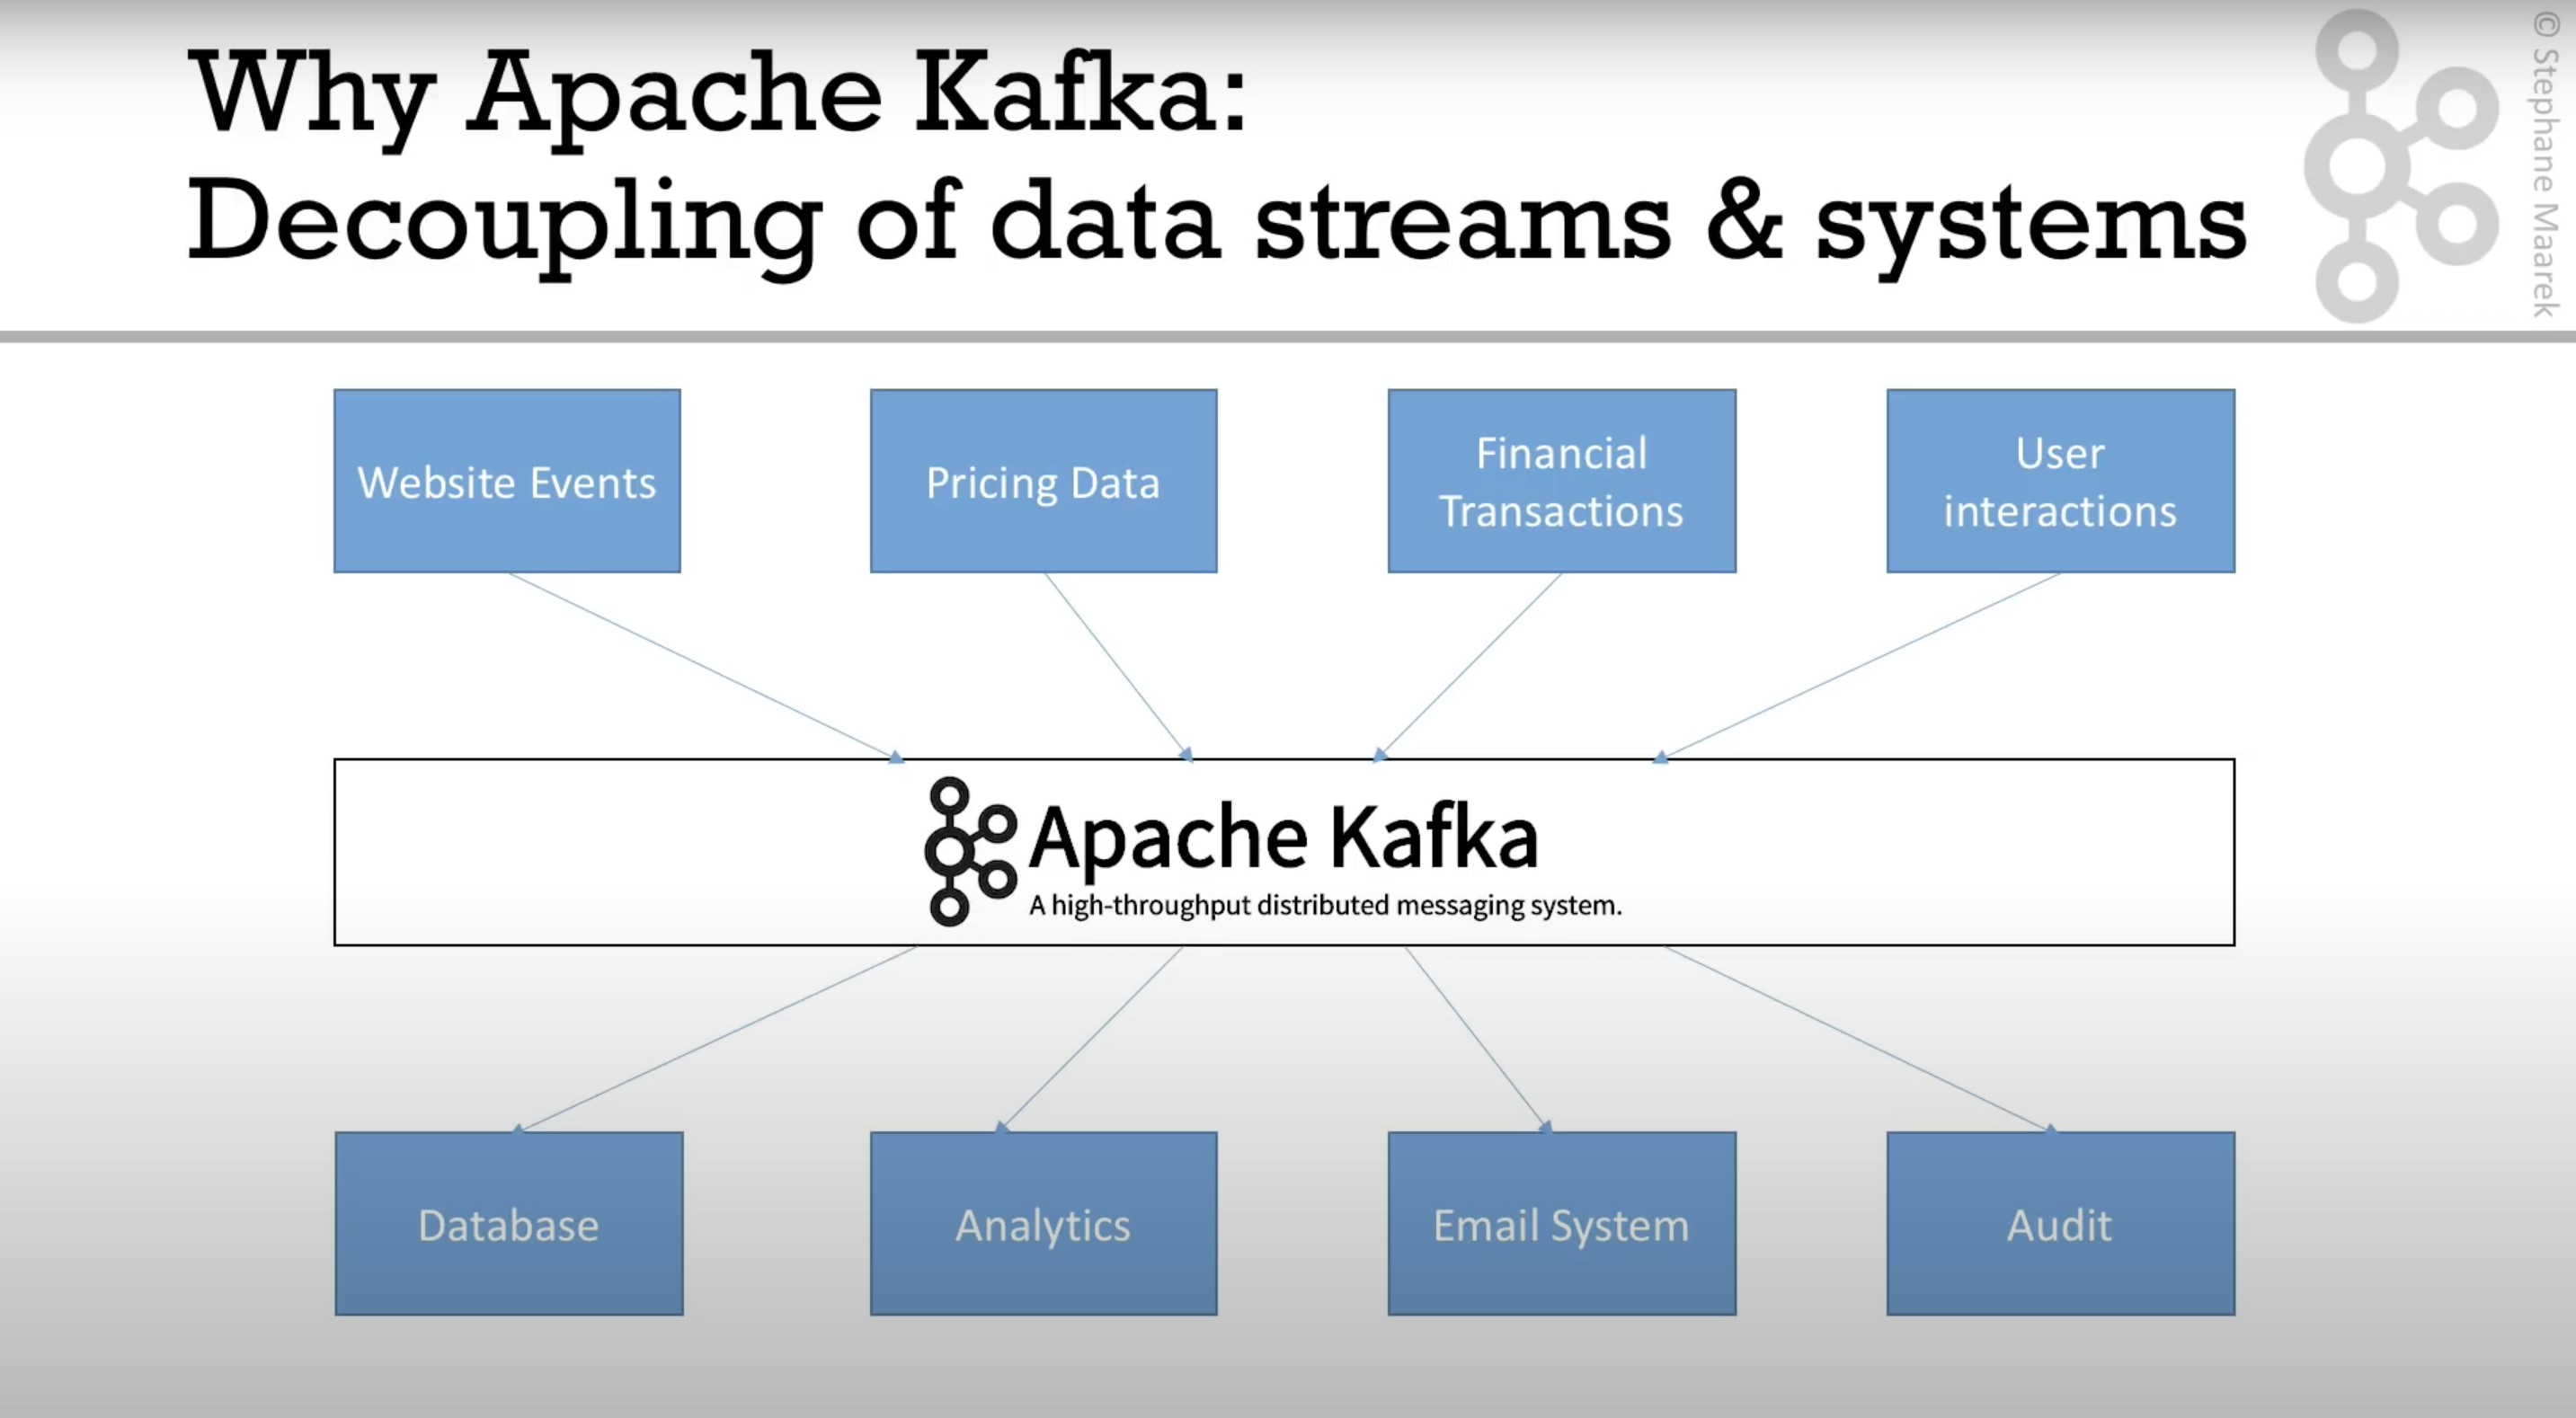 Why Apache Kafka:
Decoupling of data streams & systems
© Stephane Maarek
Website Events
Pricing Data
Financial
Transactions
User
interactions
Apache Kafka
A high-throughput distributed messaging system.
Database
Analytics
Email System
Audit